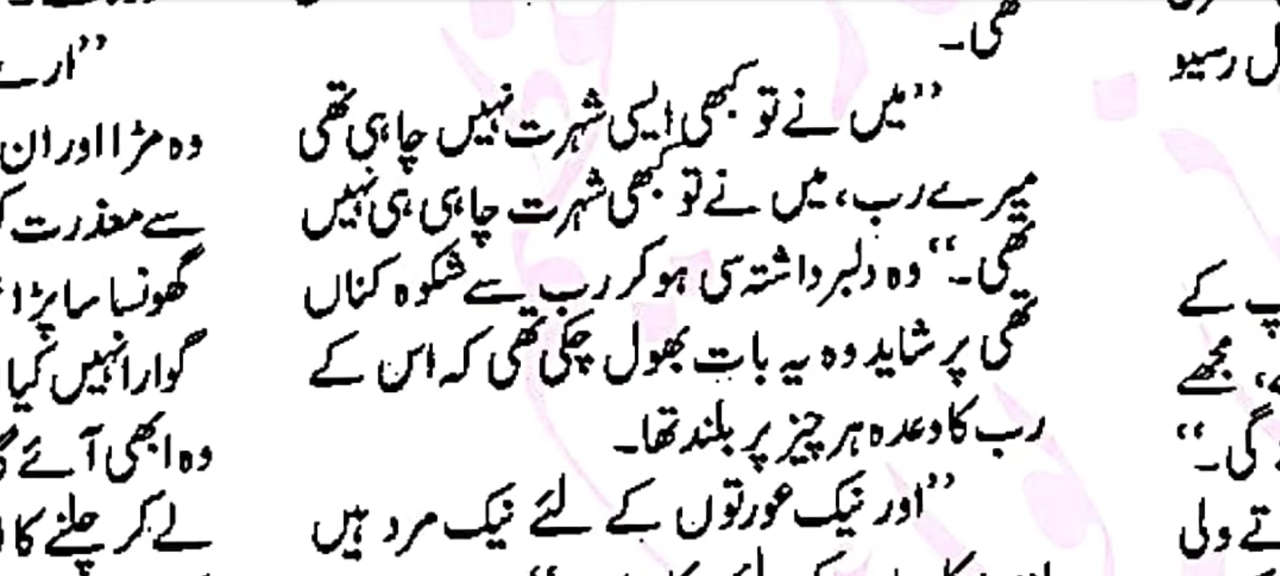 ل رسیو
پ کے
، مجھے
گی۔“
تے ولی
تھی۔
”میں نے تو کبھی ایسی شہرت نہیں چاہی تھی
میرے رب، میں نے تو کبھی شہرت چاہی ہی نہیں
تھی۔“ وہ دلبرداشتہ سی ہو کر رب سے شکوہ کناں
تھی پر شاید وہ یہ بات بھول چکی تھی کہ اس کے
رب کا وعدہ ہر چیز پر بلند تھا۔
”اور نیک عورتوں کے لئے نیک مرد ہیں
”ارے
وہ مڑا اور ان
سے معذرت ک
گھونسا سا پڑا
گوارا نہیں کیا
وہ ابھی آئے گ
لے کر چلنے کا